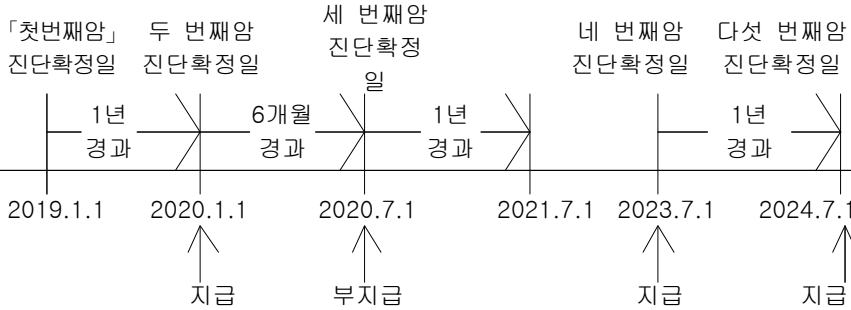 「첫번째암」
진단확정일
두 번째암
진단확정일
세 번째암
진단확정
일
네 번째암
진단확정일
다섯 번째암
진단확정일
1년
경과
6개월
경과
1년
경과
1년
경과
2019.1.1
2020.1.1
2020.7.1
2021.7.1
2023.7.1
2024.7.1
지급
부지급
지급
지급